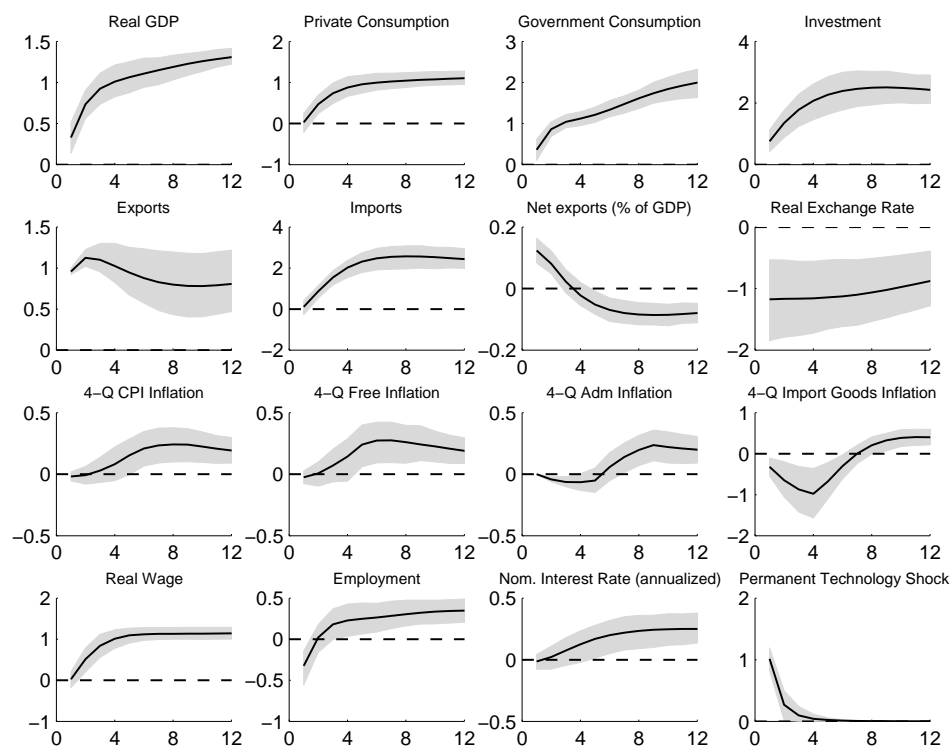 Real GDP Private Consumption Government Consumption Investment
1.5 2 3 4
1 1 2 2
0.5 0 1
0 −1 0 0
0 4 8 12 0 4 8 12 0 4 8 12 0 4 8 12
Exports Imports Net exports (% of GDP) Real Exchange Rate
1.5 4 0.2 0
1 2 0 −1
0.5 0
0 −2 −0.2 −2
0 4 8 12 0 4 8 12 0 4 8 12 0 4 8 12
4−Q CPI Inflation 4−Q Free Inflation 4−Q Adm Inflation 4−Q Import Goods Inflation
0.5 0.5 0.5 1
0 0 0 0
−1
−0.5 −0.5 −0.5 −2
0 4 8 12 0 4 8 12 0 4 8 12 0 4 8 12
Real Wage Employment Nom. Interest Rate (annualized) Permanent Technology Shock
2 0.5 0.5 2
1 0 0 1
0 −0.5
−1 −1 −0.5 0
0 4 8 12 0 4 8 12 0 4 8 12 0 4 8 12